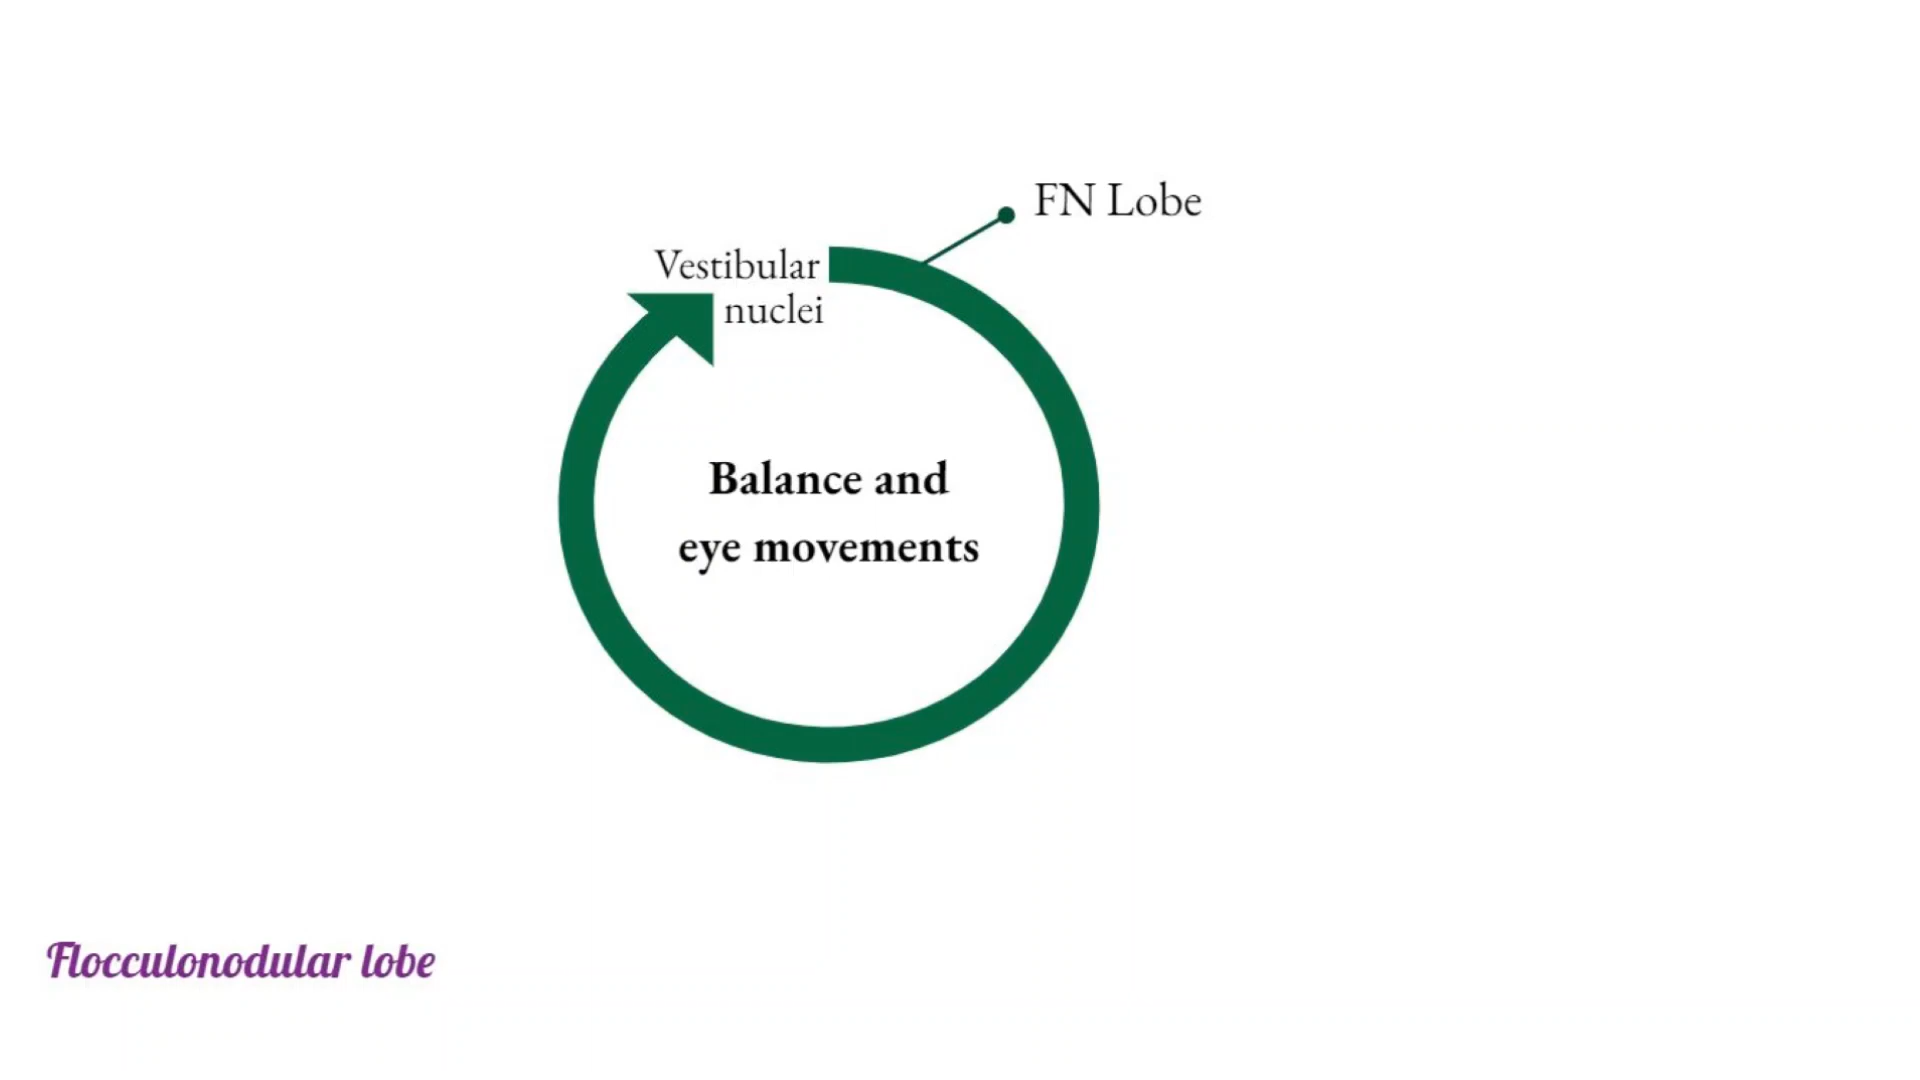 FN Lobe
Vestibular
nuclei
Balance and
eye movements
Flocculonodular lobe